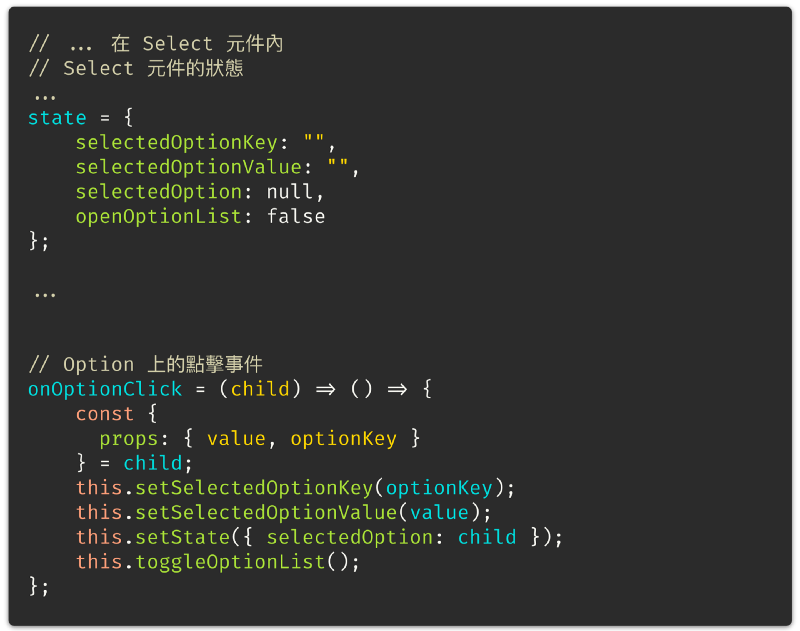 // ... 在 Select 元件內
// Select 元件的狀態
...
state = {
    selectedOptionKey: "",
    selectedOptionValue: "",
    selectedOption: null,
    openOptionList: false
};
...
// Option 上的點擊事件
onOptionClick = (child) => () => {
    const {
      props: { value, optionKey }
    } = child;
    this.setSelectedOptionKey(optionKey);
    this.setSelectedOptionValue(value);
    this.setState({ selectedOption: child });
    this.toggleOptionList();
};